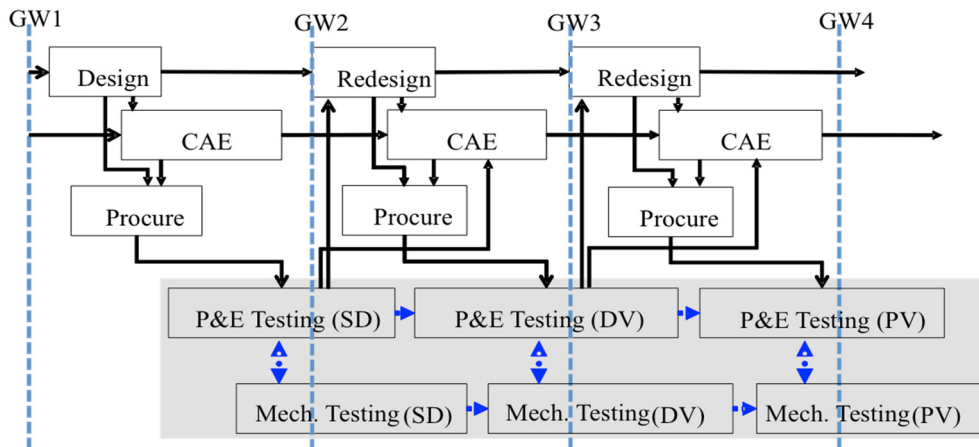 GW1 GW2 GW3 GW4
Design Redesign Redesign
CAE CAE CAE
Procure Procure Procure
P&E Testing (SD) P&E Testing (DV) P&E Testing (PV)
Mech. Testing(SD) Mech. Testing(DV) Mech. Testing(PV)